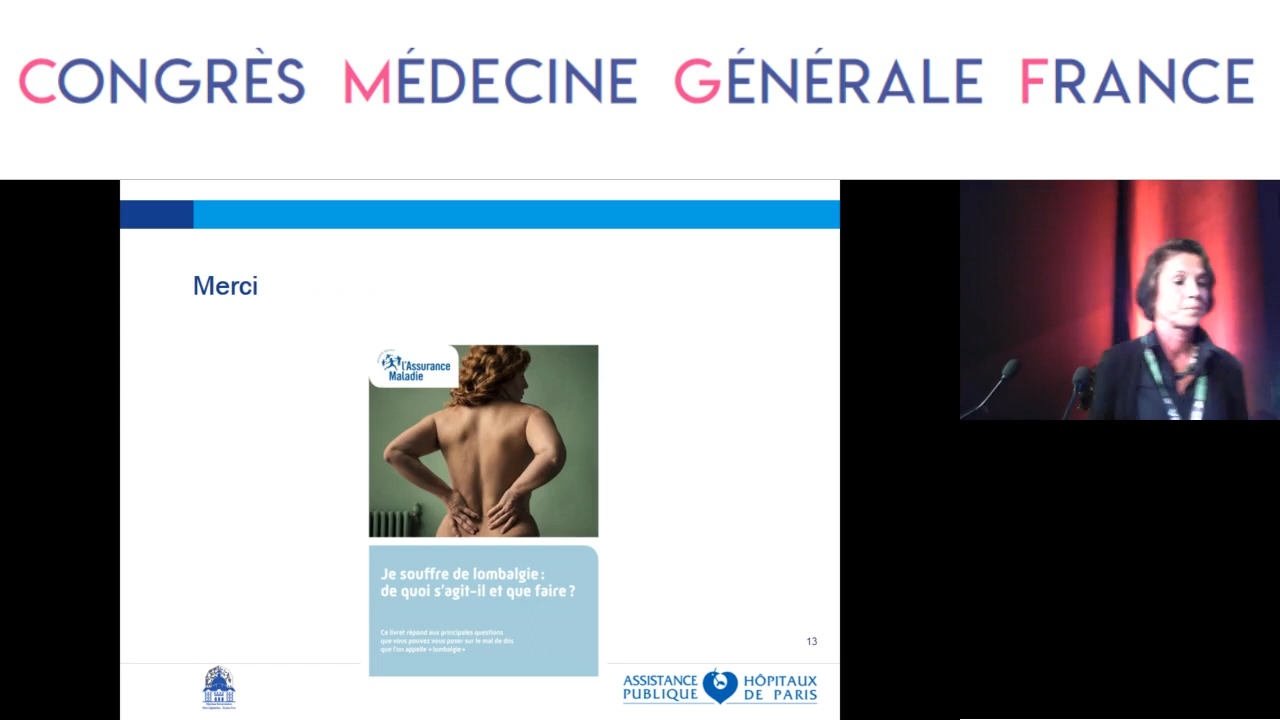 CONGRÈS MÉDECINE GÉNÉRALE FRANCE
Merci
l'Assurance
Maladie
Je souffre de lombalgie :
de quoi s'agit-il et que faire ?
Ce livret répond aux principales questions
que vous pouvez vous poser sur le mal de dos
que l'on appelle « lombalgie »
13
ASSISTANCE
PUBLIQUE
HÔPITAUX
DE PARIS